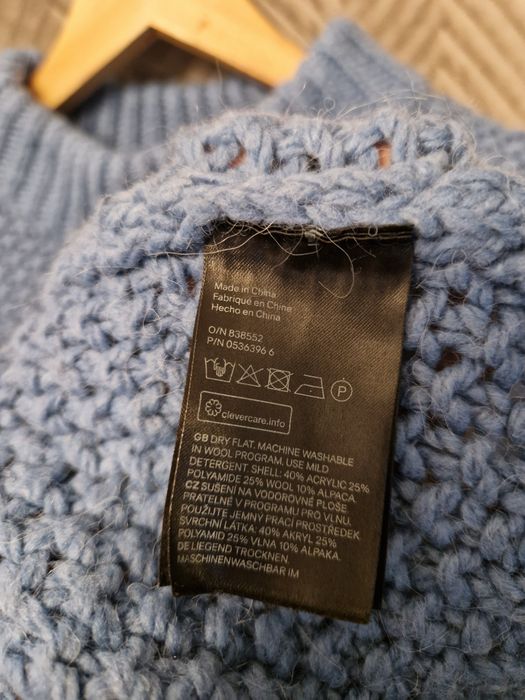 Made in China
Fabriqué en Chine
Hecho en China
O/N 838552
P/N 0536396 6
P
clevercare.info
GB DRY FLAT. MACHINE WASHABLE
IN WOOL PROGRAM. USE MILD
DETERGENT. SHELL: 40% ACRYLIC 25%
POLYAMIDE 25% WOOL 10% ALPACA.
CZ SUŠENÍ NA VODOROVNÉ PLOŠE
PRATELNÉ V PROGRAMU PRO VLNU.
POUŽIJTE JEMNÝ PRACÍ PROSTŘEDEK.
SVRCHNÍ LÁTKA: 40% AKRYL 25%
POLYAMID 25% VLNA 10% ALPAKA.
DE LIEGEND TROCKNEN.
MASCHINENWASCHBAR IM